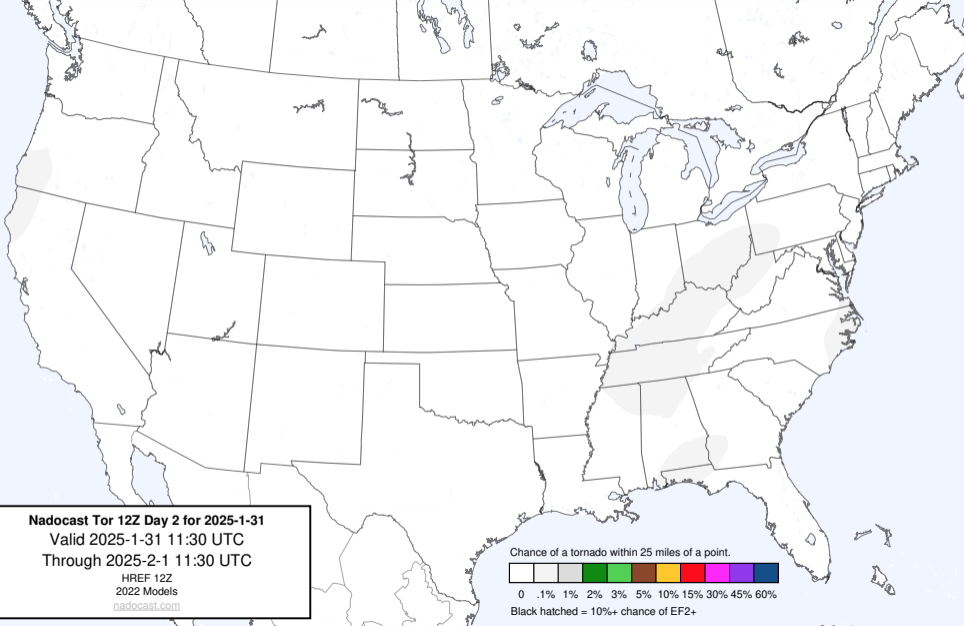 Nadocast Tor 12Z Day 2 for 2025-1-31
Valid 2025-1-31 11:30 UTC
Through 2025-2-1 11:30 UTC
HREF 12Z
2022 Models
nadocast.com
Chance of a tornado within 25 miles of a point.
0 .1% 1% 2% 3% 5% 10% 15% 30% 45% 60%
Black hatched = 10%+ chance of EF2+